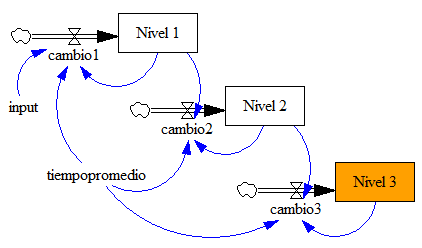 Nivel 1
cambio1
input
Nivel 2
cambio2
tiempopromedio
Nivel 3
cambio3